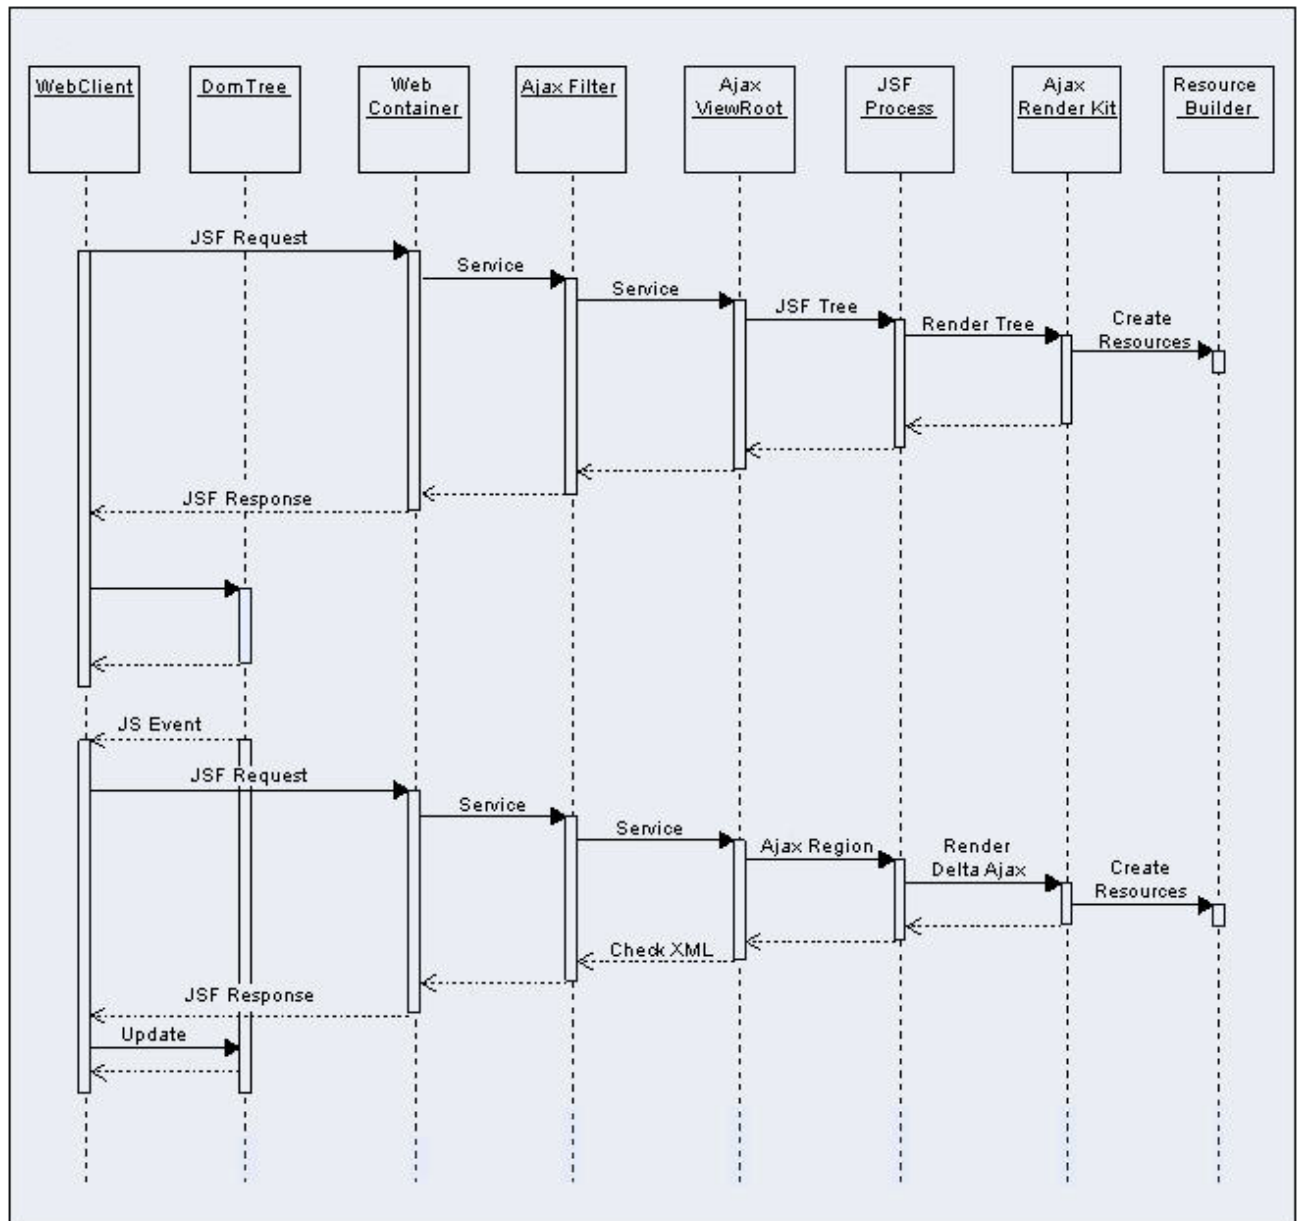 WebClient
DomTree
Web
Container
Ajax Filter
Ajax
ViewRoot
JSF
Process
Ajax
Render Kit
Resource
Builder
JSF Request
Service
Service
JSF Tree
Render Tree
Create
Resources
JSF Response
JS Event
JSF Request
Service
Service
Ajax Region
Render
Delta Ajax
Create
Resources
Check XML
JSF Response
Update